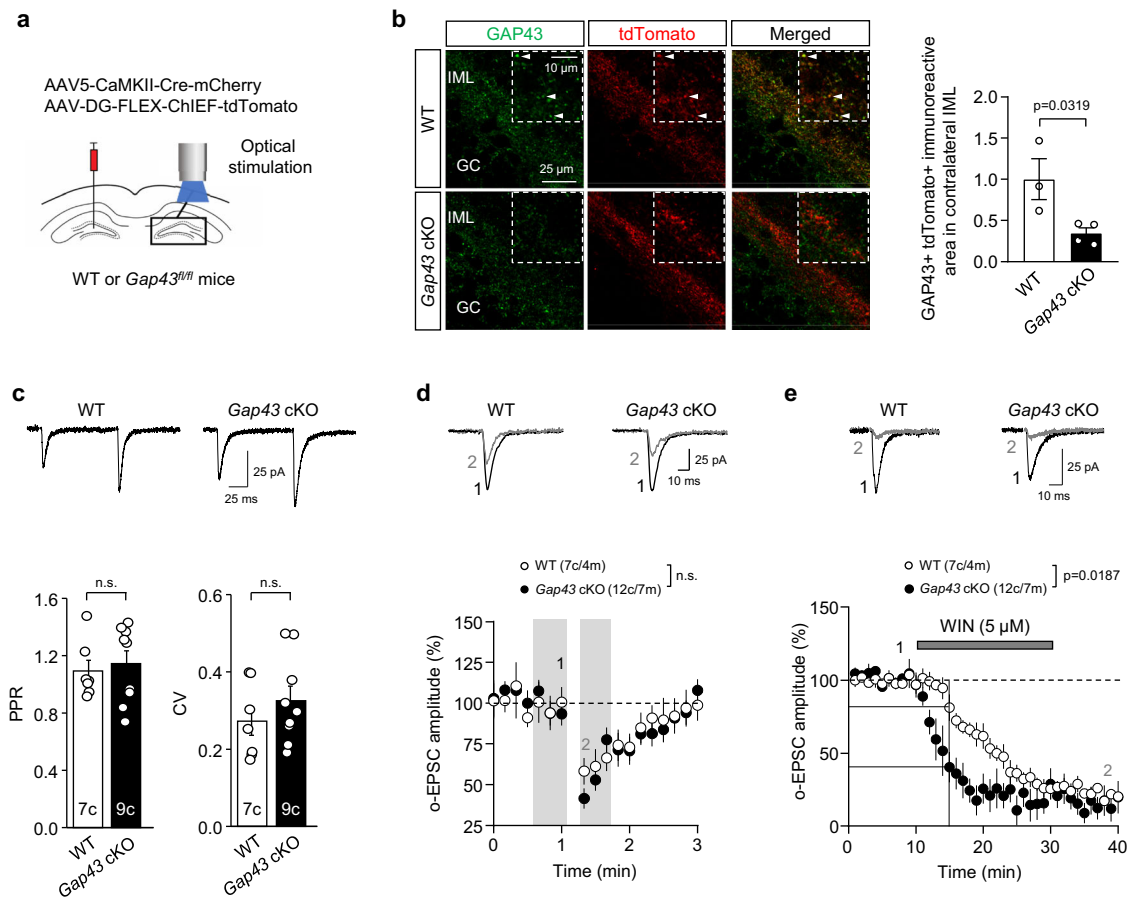 a
AAV5-CaMKII-Cre-mCherry
AAV-DG-FLEX-ChIEF-tdTomato
Optical
stimulation
WT or Gap43fl/fl mice
b
GAP43
tdTomato
Merged
WT
Gap43 cKO
IML
GC
10 µm
25 µm
IML
GC
GAP43+ tdTomato+ immunoreactive
area in contralateral IML
2.0
1.5
1.0
0.5
0.0
p=0.0319
WT
Gap43 cKO
c
WT
Gap43 cKO
25 pA
25 ms
PPR
1.6
1.2
0.8
0.4
0.0
n.s.
7c
9c
WT
Gap43 cKO
CV
0.6
0.4
0.2
0.0
n.s.
7c
9c
WT
Gap43 cKO
d
WT
Gap43 cKO
2
1
2
1
25 pA
10 ms
WT (7c/4m)
Gap43 cKO (12c/7m)
n.s.
o-EPSC amplitude (%)
150
125
100
75
50
25
1
2
0
1
2
3
Time (min)
e
WT
Gap43 cKO
2
1
2
1
25 pA
10 ms
WT (7c/4m)
Gap43 cKO (12c/7m)
p=0.0187
WIN (5 µM)
o-EPSC amplitude (%)
150
100
50
0
1
2
0
10
20
30
40
Time (min)